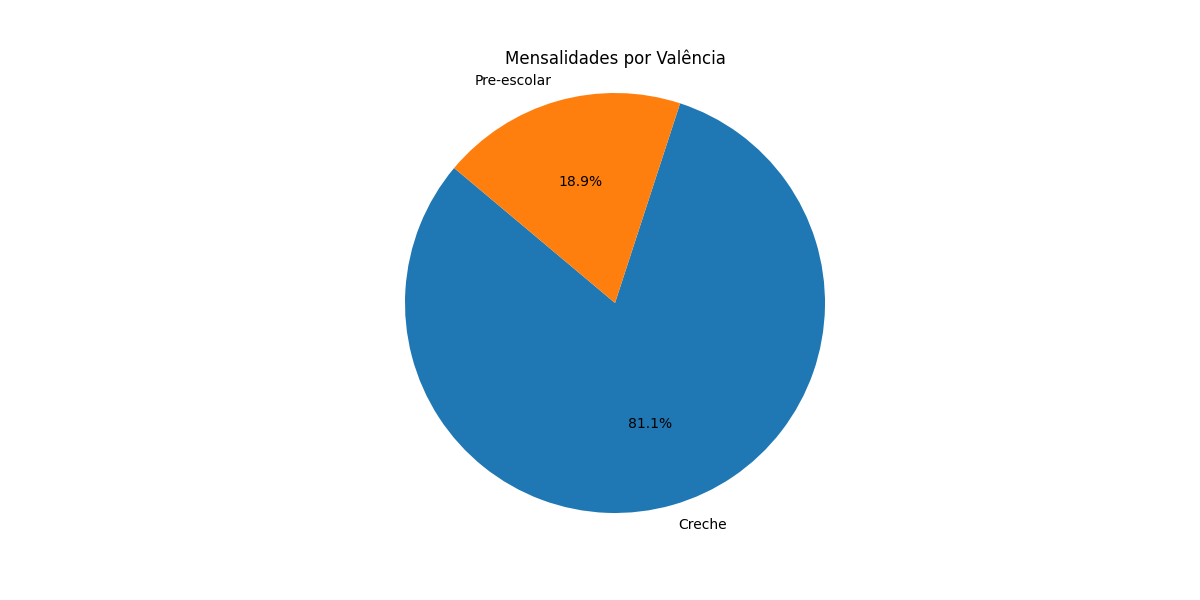 Mensalidades por Valência
Pre-escolar
18.9%
81.1%
Creche